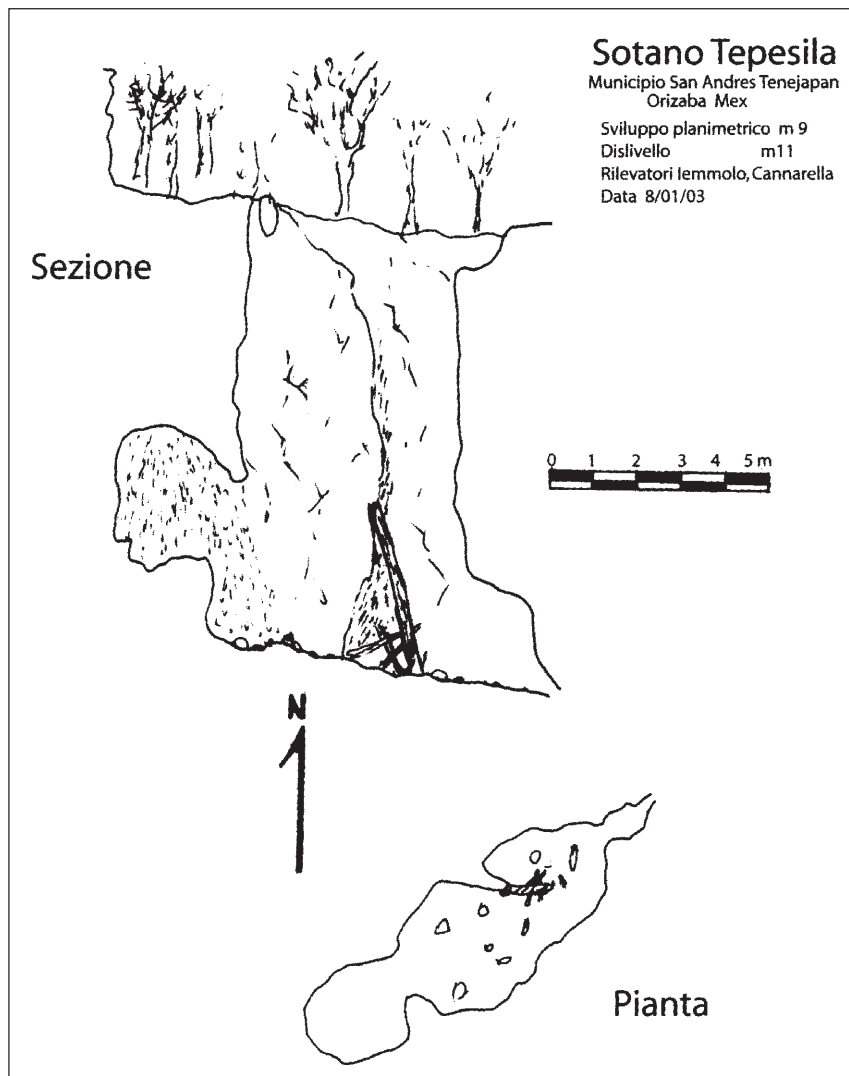 Sotano Tepesila
Municipio San Andres Tenejapan
Orizaba Mex
Sviluppo planimetrico m 9
Dislivello m11
Rilevatori Iemmolo, Cannarella
Data 8/01/03
Sezione
0 1 2 3 4 5 m
N
Pianta